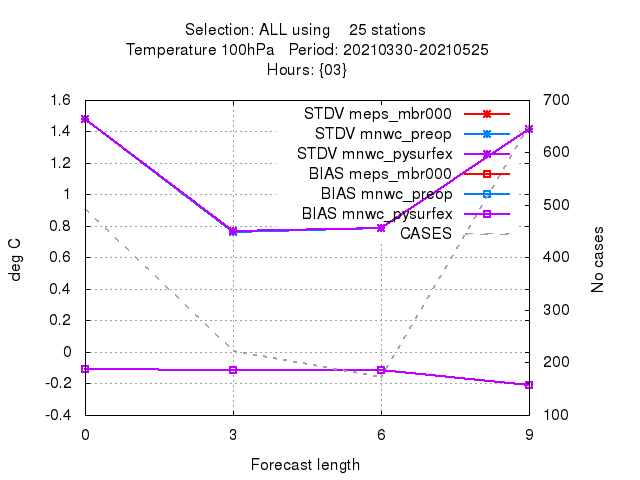 Selection: ALL using 25 stations
Temperature 100hPa Period: 20210330-20210525
Hours: {03}
STDV meps_mbr000
STDV mnwc_preop
STDV mnwc_pysurfex
BIAS meps_mbr000
BIAS mnwc_preop
BIAS mnwc_pysurfex
CASES
1.6
1.4
1.2
1
0.8
0.6
0.4
0.2
0
-0.2
-0.4
deg C
700
600
500
400
300
200
100
No cases
0 3 6 9
Forecast length